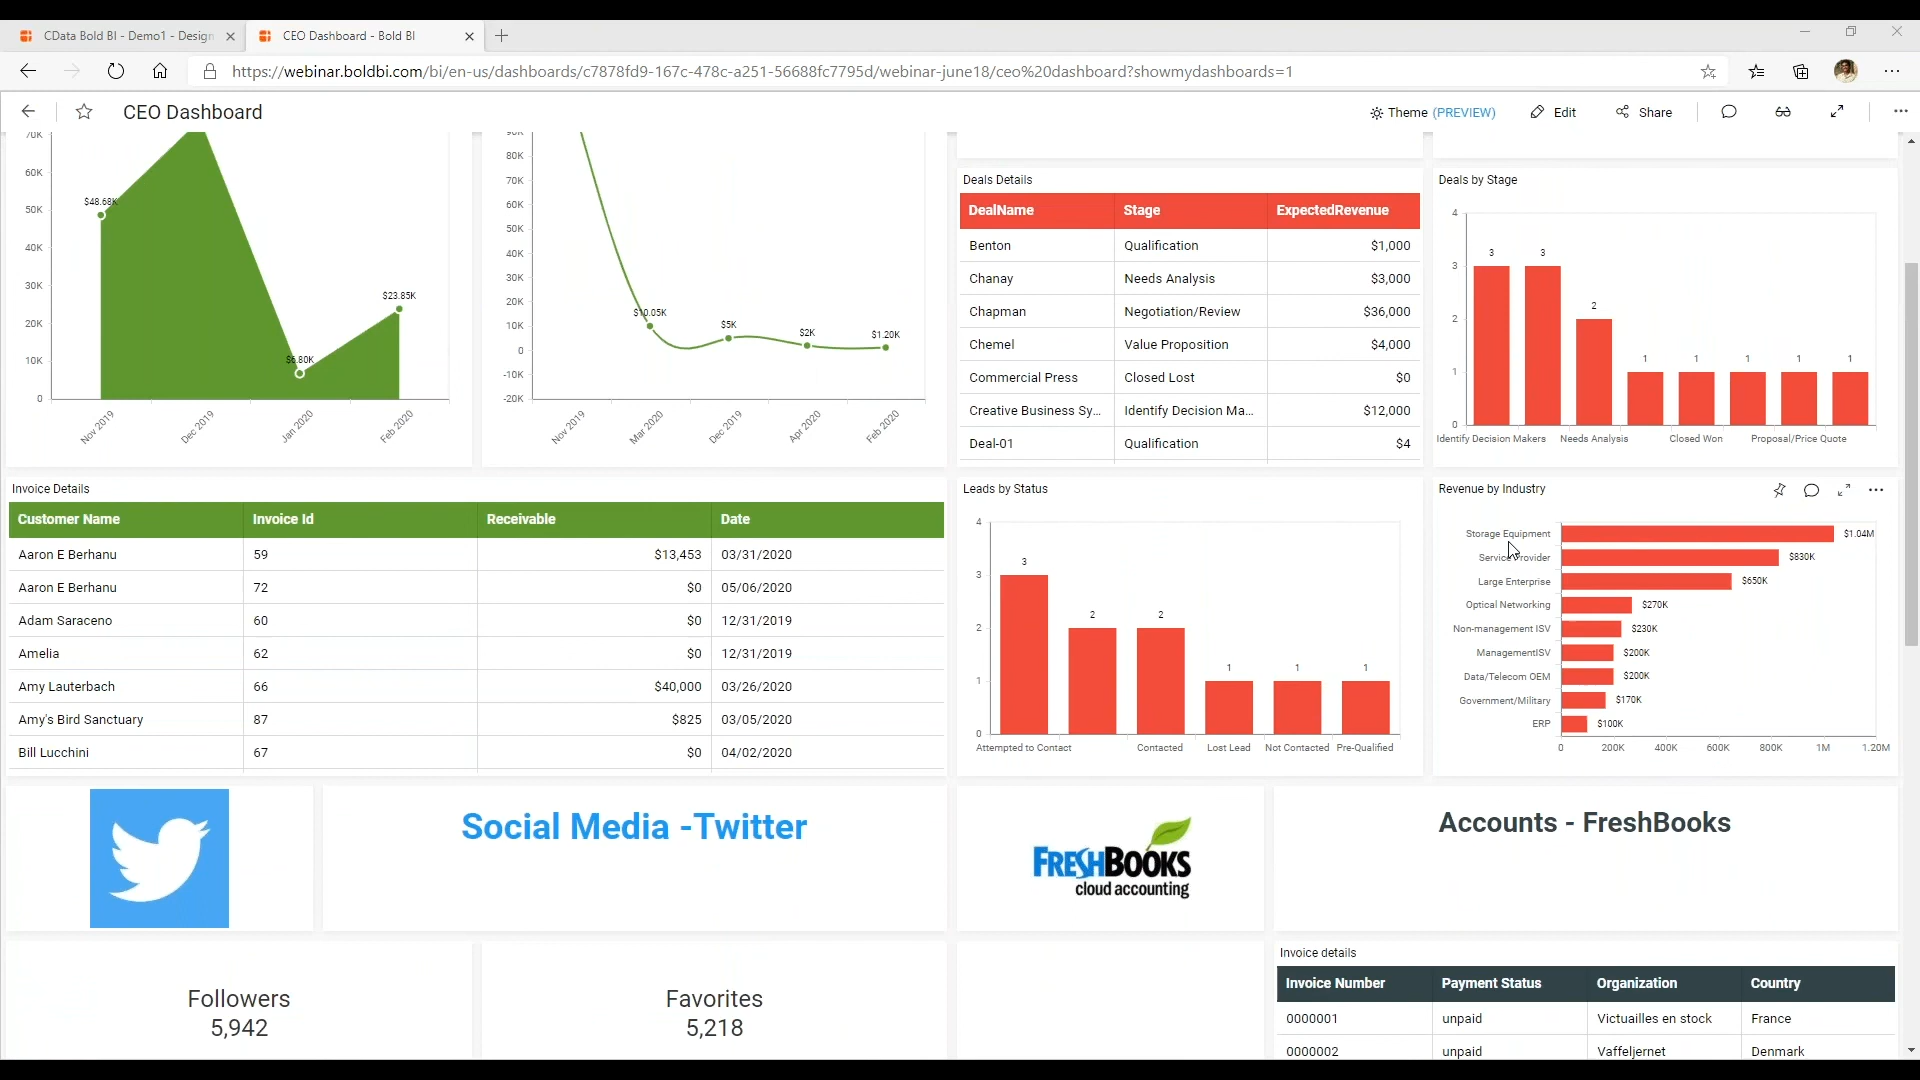 CData Bold BI - Demo1 - Design
CEO Dashboard - Bold BI
https://webinar.boldbi.com/bi/en-us/dashboards/c7878fd9-167c-478c-a251-56688fc7795d/webinar-june18/ceo%20dashboard?showmydashboards=1
CEO Dashboard
Theme (PREVIEW)
Edit
Share
70K
60K
50K
40K
30K
20K
10K
0
$48.68K
$6.80K
$23.85K
Nov 2019
Dec 2019
Jan 2020
Feb 2020
90K
80K
70K
60K
50K
40K
30K
20K
10K
0
-10K
-20K
$10.05K
$5K
$2K
$1.20K
Nov 2019
Mar 2020
Dec 2019
Apr 2020
Feb 2020
Deals Details
DealName Stage ExpectedRevenue
Benton Qualification $1,000
Chanay Needs Analysis $3,000
Chapman Negotiation/Review $36,000
Chemel Value Proposition $4,000
Commercial Press Closed Lost $0
Creative Business Sy... Identify Decision Ma... $12,000
Deal-01 Qualification $4
Deals by Stage
4
3
2
1
0
3
3
2
1
1
1
1
1
Identify Decision Makers
Needs Analysis
Closed Won
Proposal/Price Quote
Invoice Details
Customer Name Invoice Id Receivable Date
Aaron E Berhanu 59 $13,453 03/31/2020
Aaron E Berhanu 72 $0 05/06/2020
Adam Saraceno 60 $0 12/31/2019
Amelia 62 $0 12/31/2019
Amy Lauterbach 66 $40,000 03/26/2020
Amy's Bird Sanctuary 87 $825 03/05/2020
Bill Lucchini 67 $0 04/02/2020
Leads by Status
4
3
2
1
0
3
2
2
1
1
1
Attempted to Contact
Contacted
Lost Lead
Not Contacted
Pre-Qualified
Revenue by Industry
Storage Equipment $1.04M
Service Provider $830K
Large Enterprise $650K
Optical Networking $270K
Non-management ISV $230K
ManagementISV $200K
Data/Telecom OEM $200K
Government/Military $170K
ERP $100K
0 200K 400K 600K 800K 1M 1.20M
Social Media -Twitter
FRESHBOOKS
cloud accounting
Accounts - FreshBooks
Followers
5,942
Favorites
5,218
Invoice details
Invoice Number Payment Status Organization Country
0000001 unpaid Victuailles en stock France
0000002 unpaid Vaffeljernet Denmark